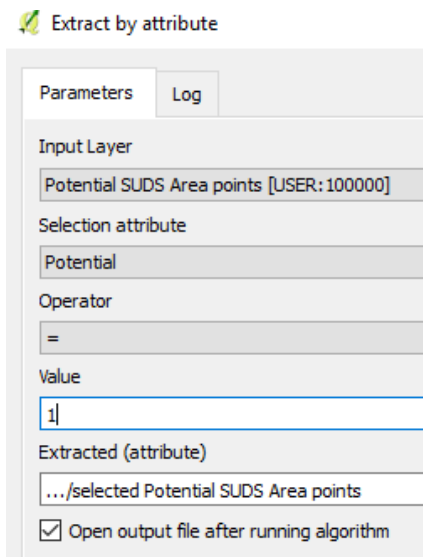 Extract by attribute
Parameters Log
Input Layer
Potential SUDS Area points [USER:100000]
Selection attribute
Potential
Operator
=
Value
1
Extracted (attribute)
.../selected Potential SUDS Area points
Open output file after running algorithm